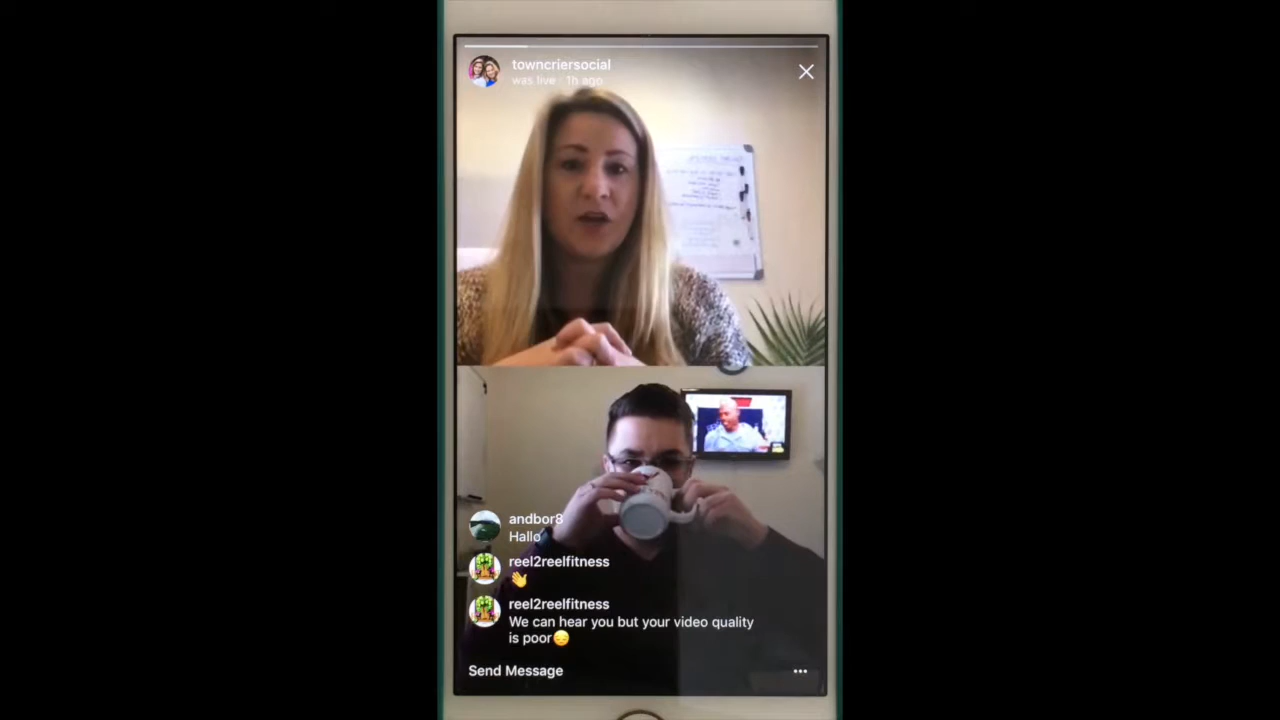 towncriersocial
was live · 1h ago
andbor8
Hallo
reel2reelfitness
👋
reel2reelfitness
We can hear you but your video quality
is poor😔
Send Message